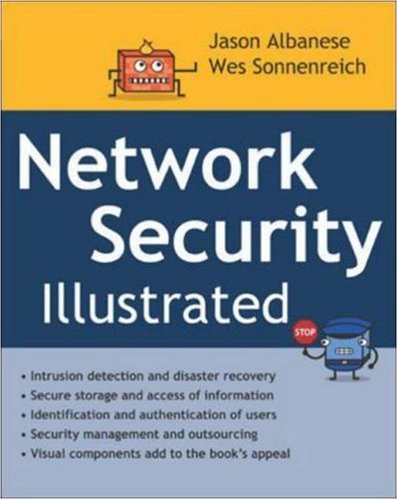 Jason Albanese
Wes Sonnenreich
Network
Security
Illustrated
STOP
• Intrusion detection and disaster recovery
• Secure storage and access of information
• Identification and authentication of users
• Security management and outsourcing
• Visual components add to the book's appeal